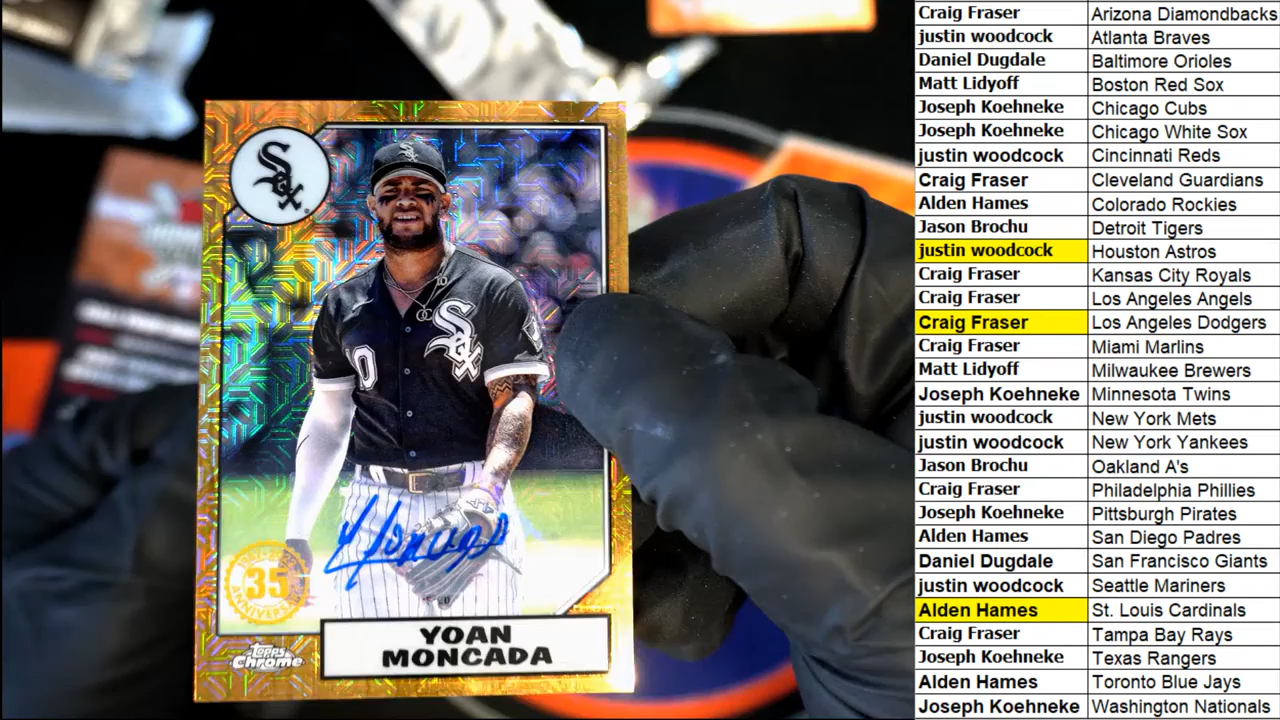 Sox
10
Sox
35
ANNIVERSARY
Moncada
YOAN
MONCADA
Topps
Chrome
Craig Fraser Arizona Diamondbacks
justin woodcock Atlanta Braves
Daniel Dugdale Baltimore Orioles
Matt Lidyoff Boston Red Sox
Joseph Koehneke Chicago Cubs
Joseph Koehneke Chicago White Sox
justin woodcock Cincinnati Reds
Craig Fraser Cleveland Guardians
Alden Hames Colorado Rockies
Jason Brochu Detroit Tigers
justin woodcock Houston Astros
Craig Fraser Kansas City Royals
Craig Fraser Los Angeles Angels
Craig Fraser Los Angeles Dodgers
Craig Fraser Miami Marlins
Matt Lidyoff Milwaukee Brewers
Joseph Koehneke Minnesota Twins
justin woodcock New York Mets
justin woodcock New York Yankees
Jason Brochu Oakland A's
Craig Fraser Philadelphia Phillies
Joseph Koehneke Pittsburgh Pirates
Alden Hames San Diego Padres
Daniel Dugdale San Francisco Giants
justin woodcock Seattle Mariners
Alden Hames St. Louis Cardinals
Craig Fraser Tampa Bay Rays
Joseph Koehneke Texas Rangers
Alden Hames Toronto Blue Jays
Joseph Koehneke Washington Nationals